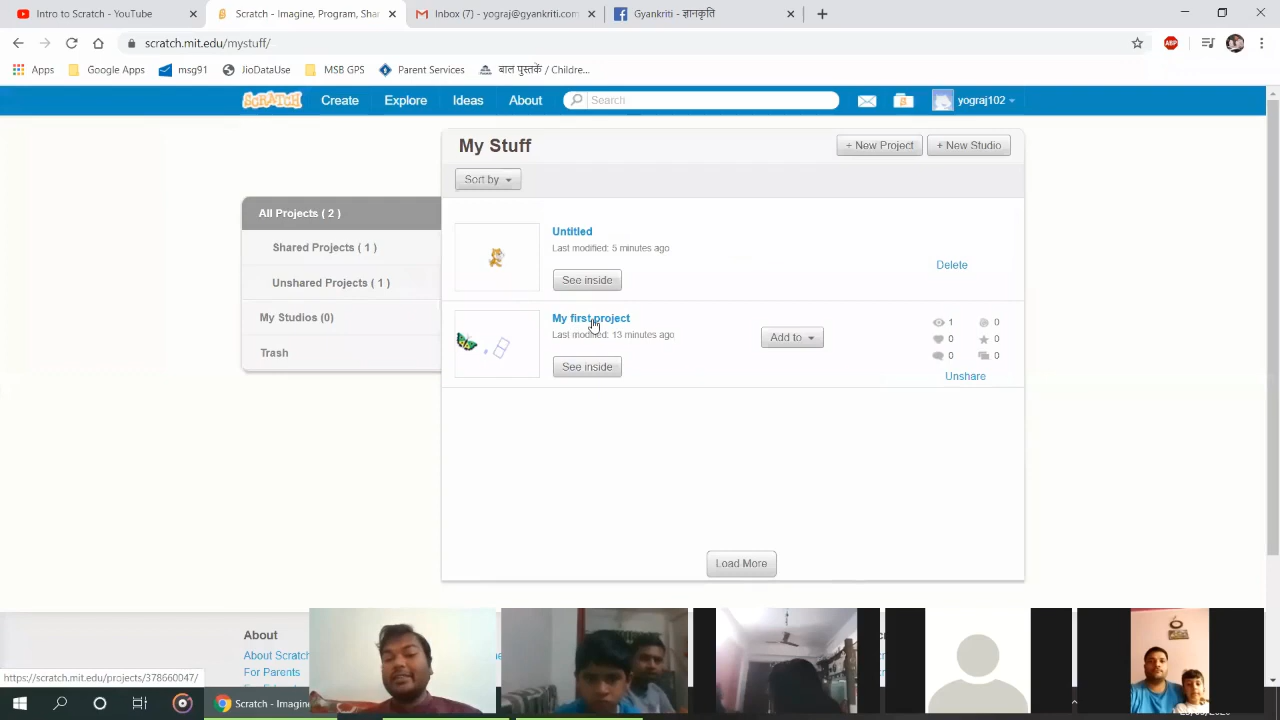 Intro to Scratch - YouTube
Scratch - Imagine, Program, Shar
Inbox (7) - yograj@gyankriti.com
Gyankriti - ज्ञानकृति
scratch.mit.edu/mystuff/
ABP
Apps
Google Apps
msg91
JioDataUse
MSB GPS
Parent Services
बाल पुस्तकें / Childre...
SCRATCH
Create
Explore
Ideas
About
Search
yograj102
My Stuff
+ New Project
+ New Studio
Sort by
All Projects ( 2 )
Shared Projects ( 1 )
Unshared Projects ( 1 )
My Studios (0)
Trash
Untitled
Last modified: 5 minutes ago
See inside
Delete
My first project
Last modified: 13 minutes ago
See inside
Add to
1
0
0
0
0
0
Unshare
Load More
About
About Scratch
For Parents
https://scratch.mit.edu/projects/378660047/
Scratch - Imagine